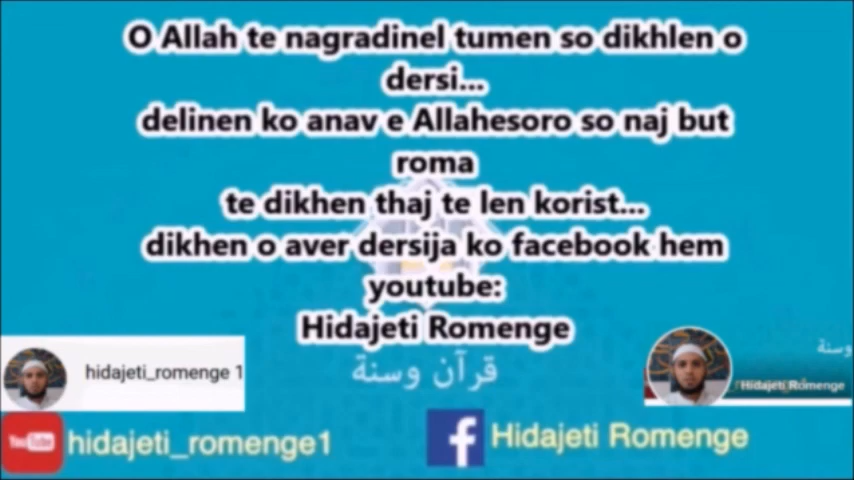 O Allah te nagradinel tumen so dikhlen o
dersi...
delinen ko anav e Allahesoro so naj but
roma
te dikhen thaj te len korist...
dikhen o aver dersija ko facebook hem
youtube:
Hidajeti Romenge
قرآن وسنة
hidajeti_romenge 1
وسنة
Hidajeti Romenge
YouTube
hidajeti_romenge1
f
Hidajeti Romenge